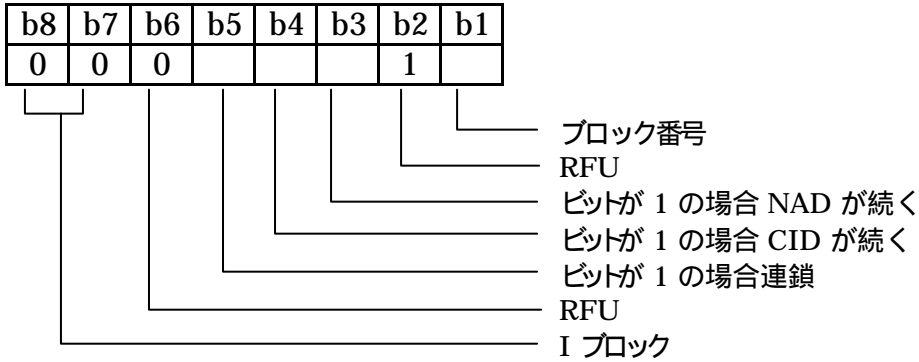 b8 b7 b6 b5 b4 b3 b2 b1
0 0 0 1
ブロック番号
RFU
ビットが 1 の場合 NAD が続く
ビットが 1 の場合 CID が続く
ビットが 1 の場合連鎖
RFU
I ブロック